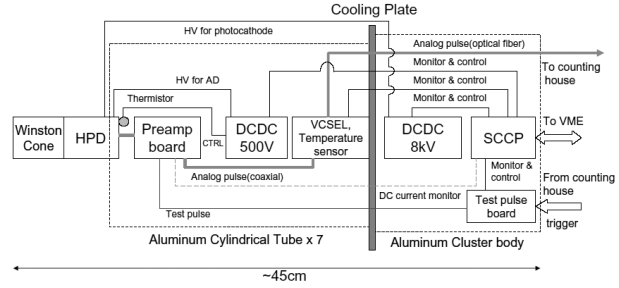 Cooling Plate
HV for photocathode
Analog pulse(optical fiber)
To counting
house
Monitor & control
HV for AD
Monitor & control
Thermistor
Monitor & control
Winston
Cone
HPD
Preamp
board
CTRL
DCDC
500V
VCSEL,
Temperature
sensor
DCDC
8kV
SCCP
To VME
Analog pulse(coaxial)
Monitor &
control
DC current monitor
From counting
house
Test pulse
Test pulse
board
trigger
Aluminum Cylindrical Tube x 7
Aluminum Cluster body
~45cm